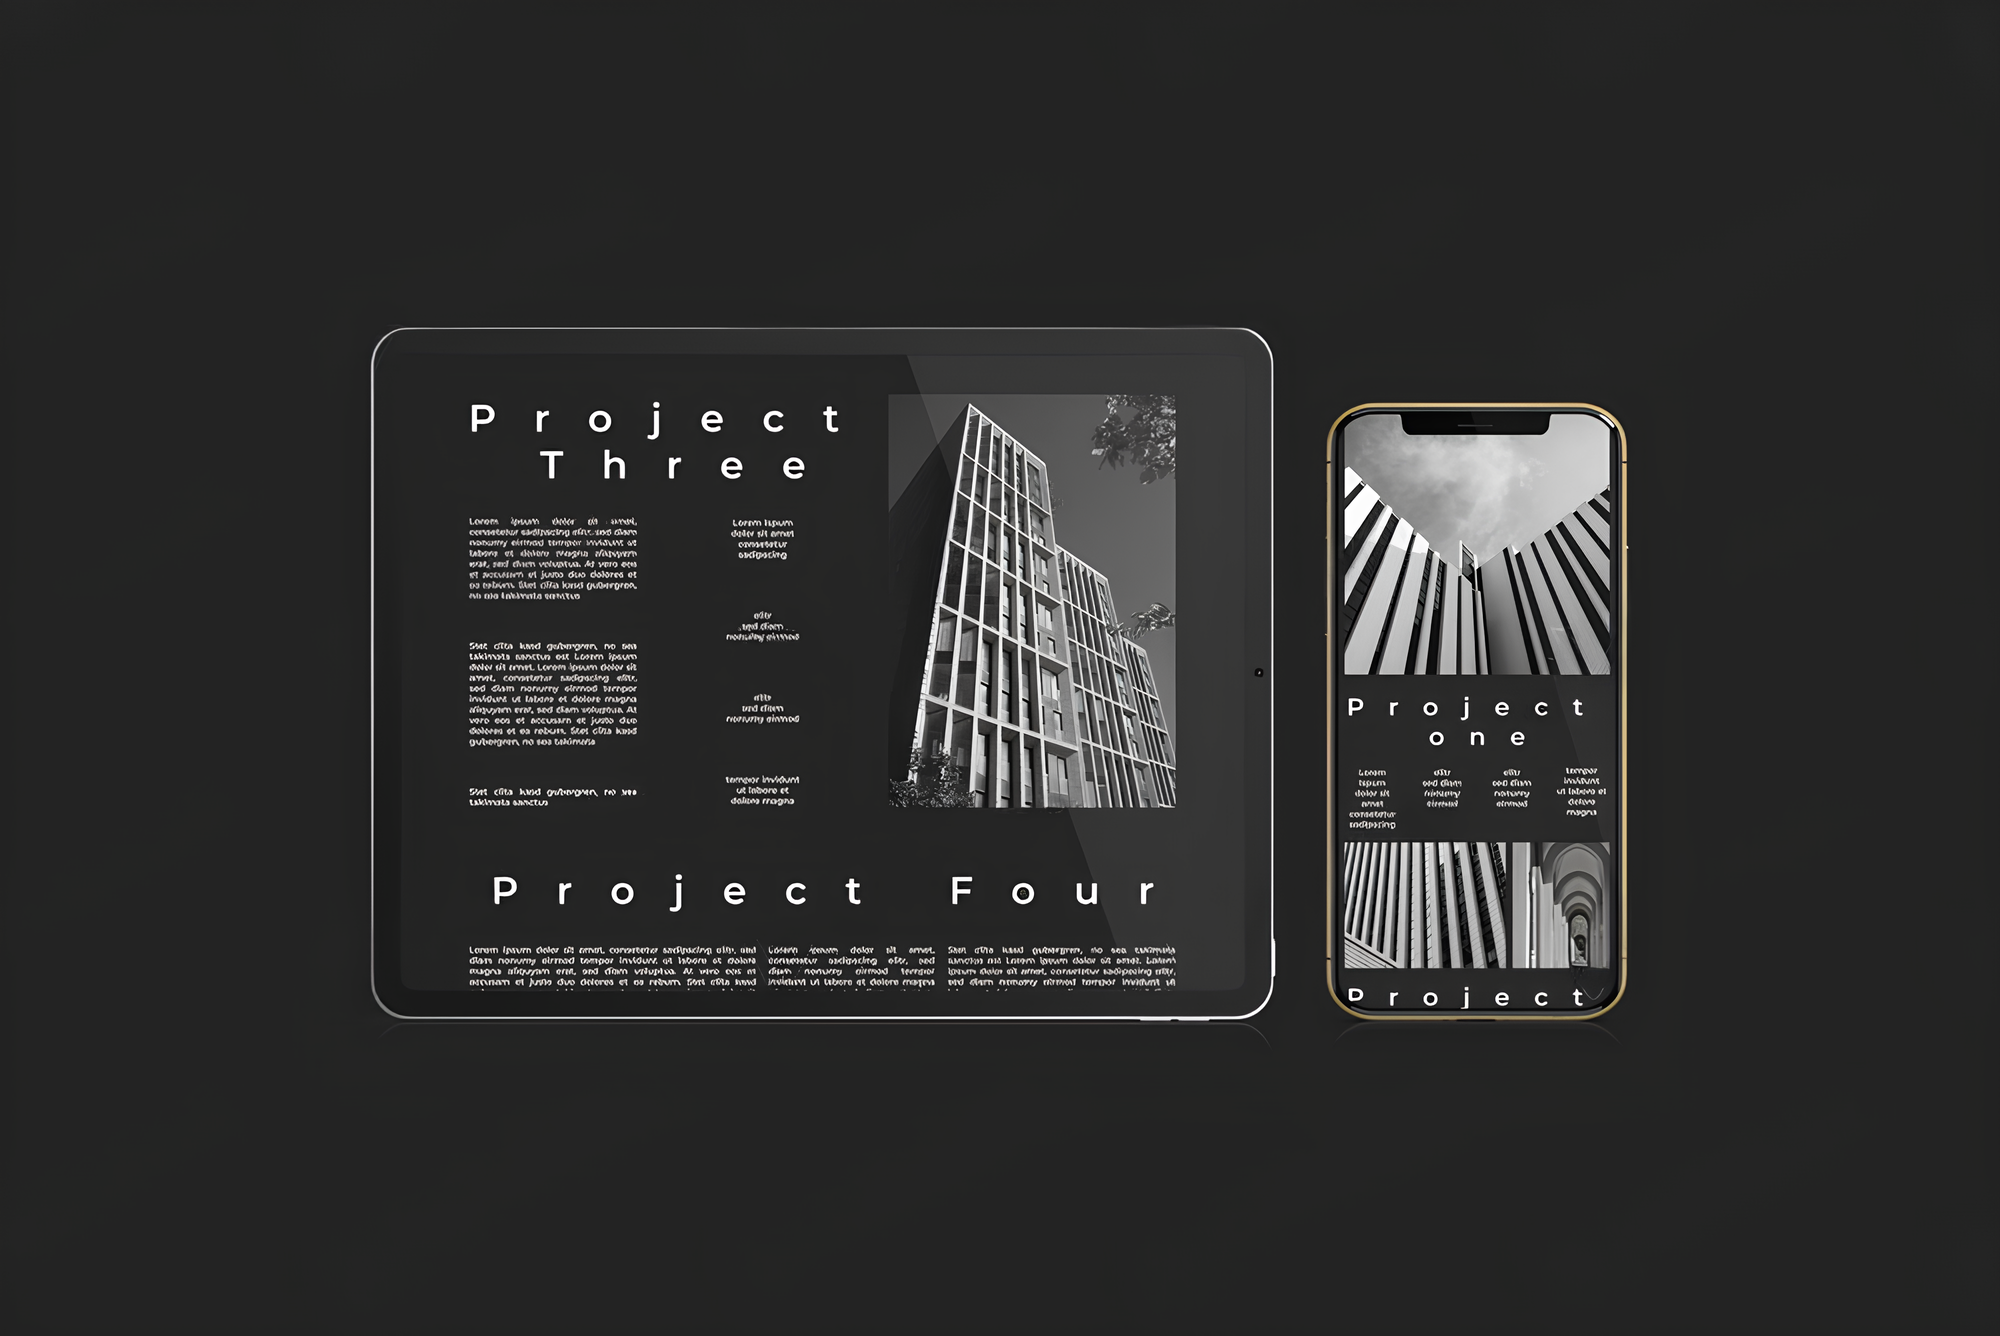 Project
Three
Lorem ipsum dolor sit amet,
consetetur sadipscing elitr, sed diam
nonumy eirmod tempor invidunt ut
labore et dolore magna aliquyam
erat, sed diam voluptua. At vero eos
et accusam et justo duo dolores et
ea rebum. Stet clita kasd gubergren,
no sea takimata sanctus
Stet clita kasd gubergren, no sea
takimata sanctus est Lorem ipsum
dolor sit amet. Lorem ipsum dolor sit
amet, consetetur sadipscing elitr,
sed diam nonumy eirmod tempor
invidunt ut labore et dolore magna
aliquyam erat, sed diam voluptua. At
vero eos et accusam et justo duo
dolores et ea rebum. Stet clita kasd
gubergren, no sea takimata
Stet clita kasd gubergren, no sea
takimata sanctus
Lorem ipsum
dolor sit amet
consetetur
sadipscing
elitr
sed diam
nonumy eirmod
elitr
sed diam
nonumy eirmod
tempor invidunt
ut labore et
dolore magna
Project Four
Lorem ipsum dolor sit amet, consetetur sadipscing elitr, sed
diam nonumy eirmod tempor invidunt ut labore et dolore
magna aliquyam erat, sed diam voluptua. At vero eos et
accusam et justo duo dolores et ea rebum. Stet clita kasd
Lorem ipsum dolor sit amet,
consetetur sadipscing elitr, sed
diam nonumy eirmod tempor
invidunt ut labore et dolore magna
Stet clita kasd gubergren, no sea takimata
sanctus est Lorem ipsum dolor sit amet. Lorem
ipsum dolor sit amet, consetetur sadipscing elitr,
sed diam nonumy eirmod tempor invidunt ut
Project
one
Lorem
ipsum
dolor sit
amet
consetetur
sadipscing
elitr
sed diam
nonumy
eirmod
elitr
sed diam
nonumy
eirmod
tempor
invidunt
ut labore et
dolore
magna
Project